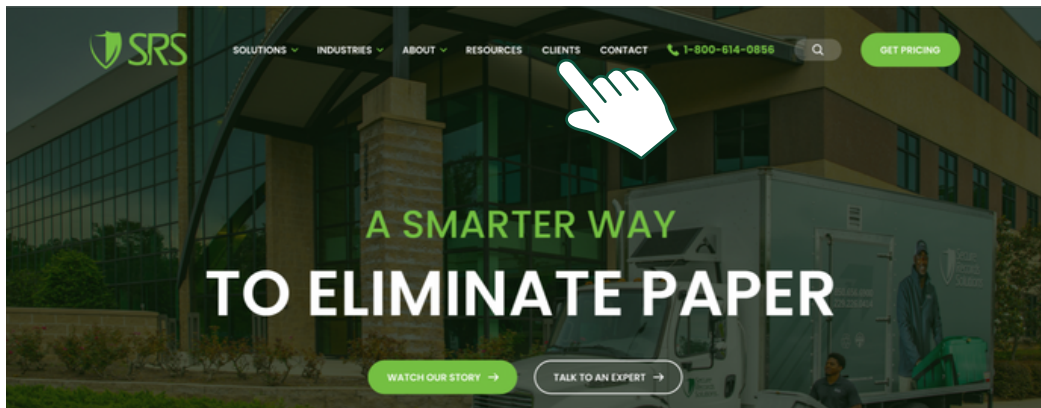 SRS
SOLUTIONS INDUSTRIES ABOUT RESOURCES CLIENTS CONTACT 1-800-614-0856 GET PRICING
A SMARTER WAY
TO ELIMINATE PAPER
WATCH OUR STORY → TALK TO AN EXPERT →